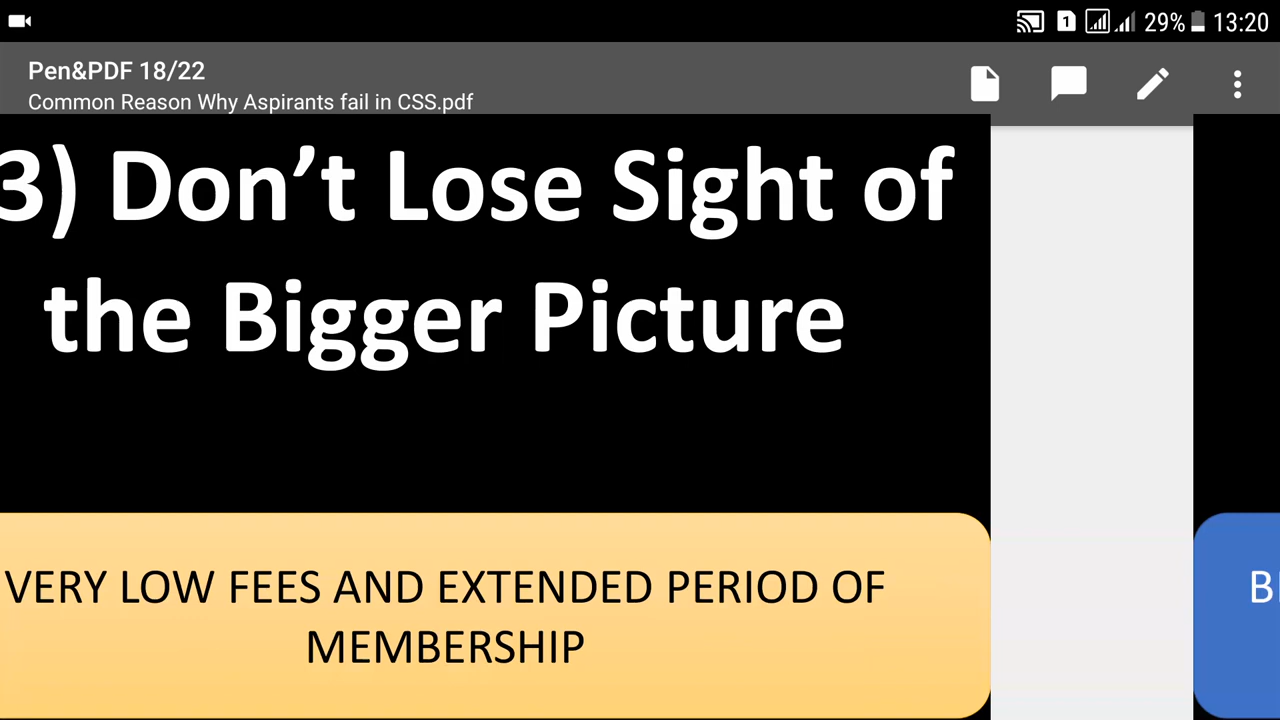 1 29% 13:20
Pen&PDF 18/22
Common Reason Why Aspirants fail in CSS.pdf
3) Don’t Lose Sight of
the Bigger Picture
VERY LOW FEES AND EXTENDED PERIOD OF
MEMBERSHIP